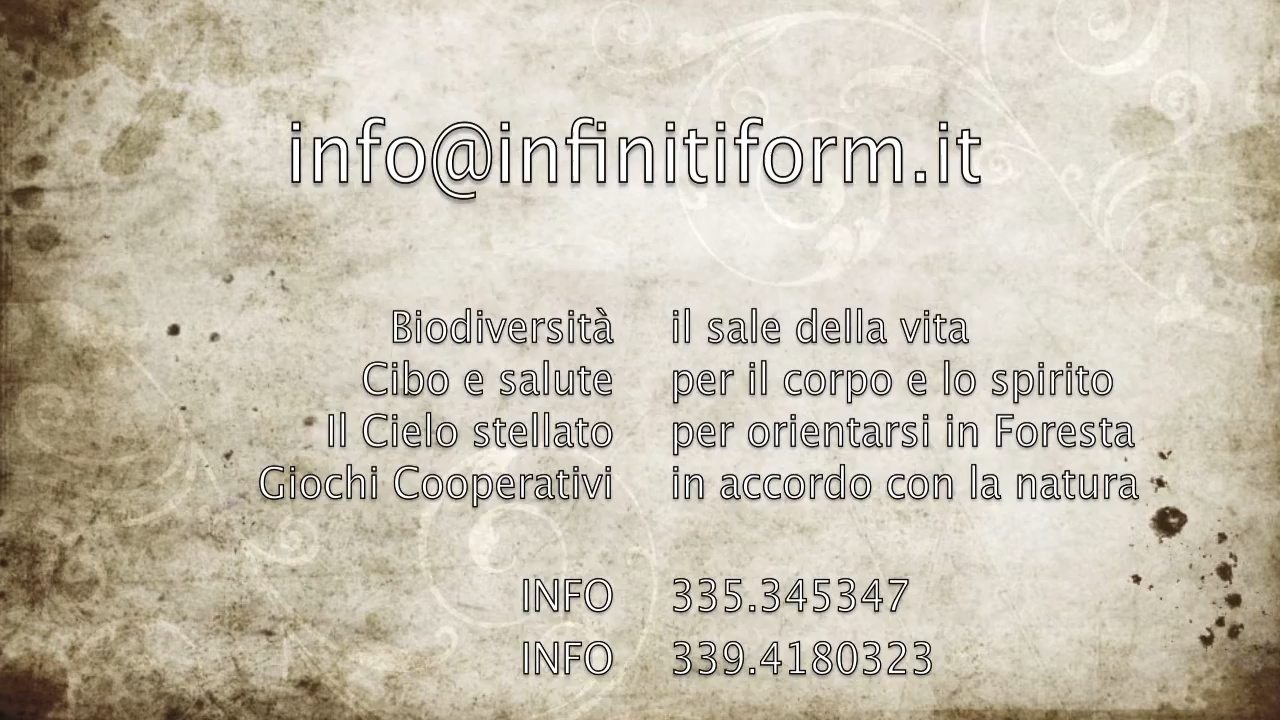 info@infinitiform.it
Biodiversità il sale della vita
Cibo e salute per il corpo e lo spirito
Il Cielo stellato per orientarsi in Foresta
Giochi Cooperativi in accordo con la natura
INFO 335.345347
INFO 339.4180323